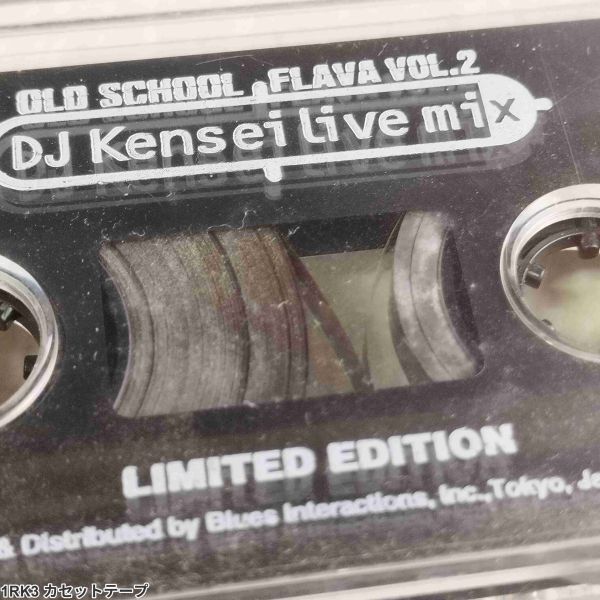 OLD SCHOOL FLAVA VOL.2
DJ Kensei live mix
LIMITED EDITION
& Distributed by Blues Interactions, Inc.,Tokyo, Ja
1RK3 カセットテープ